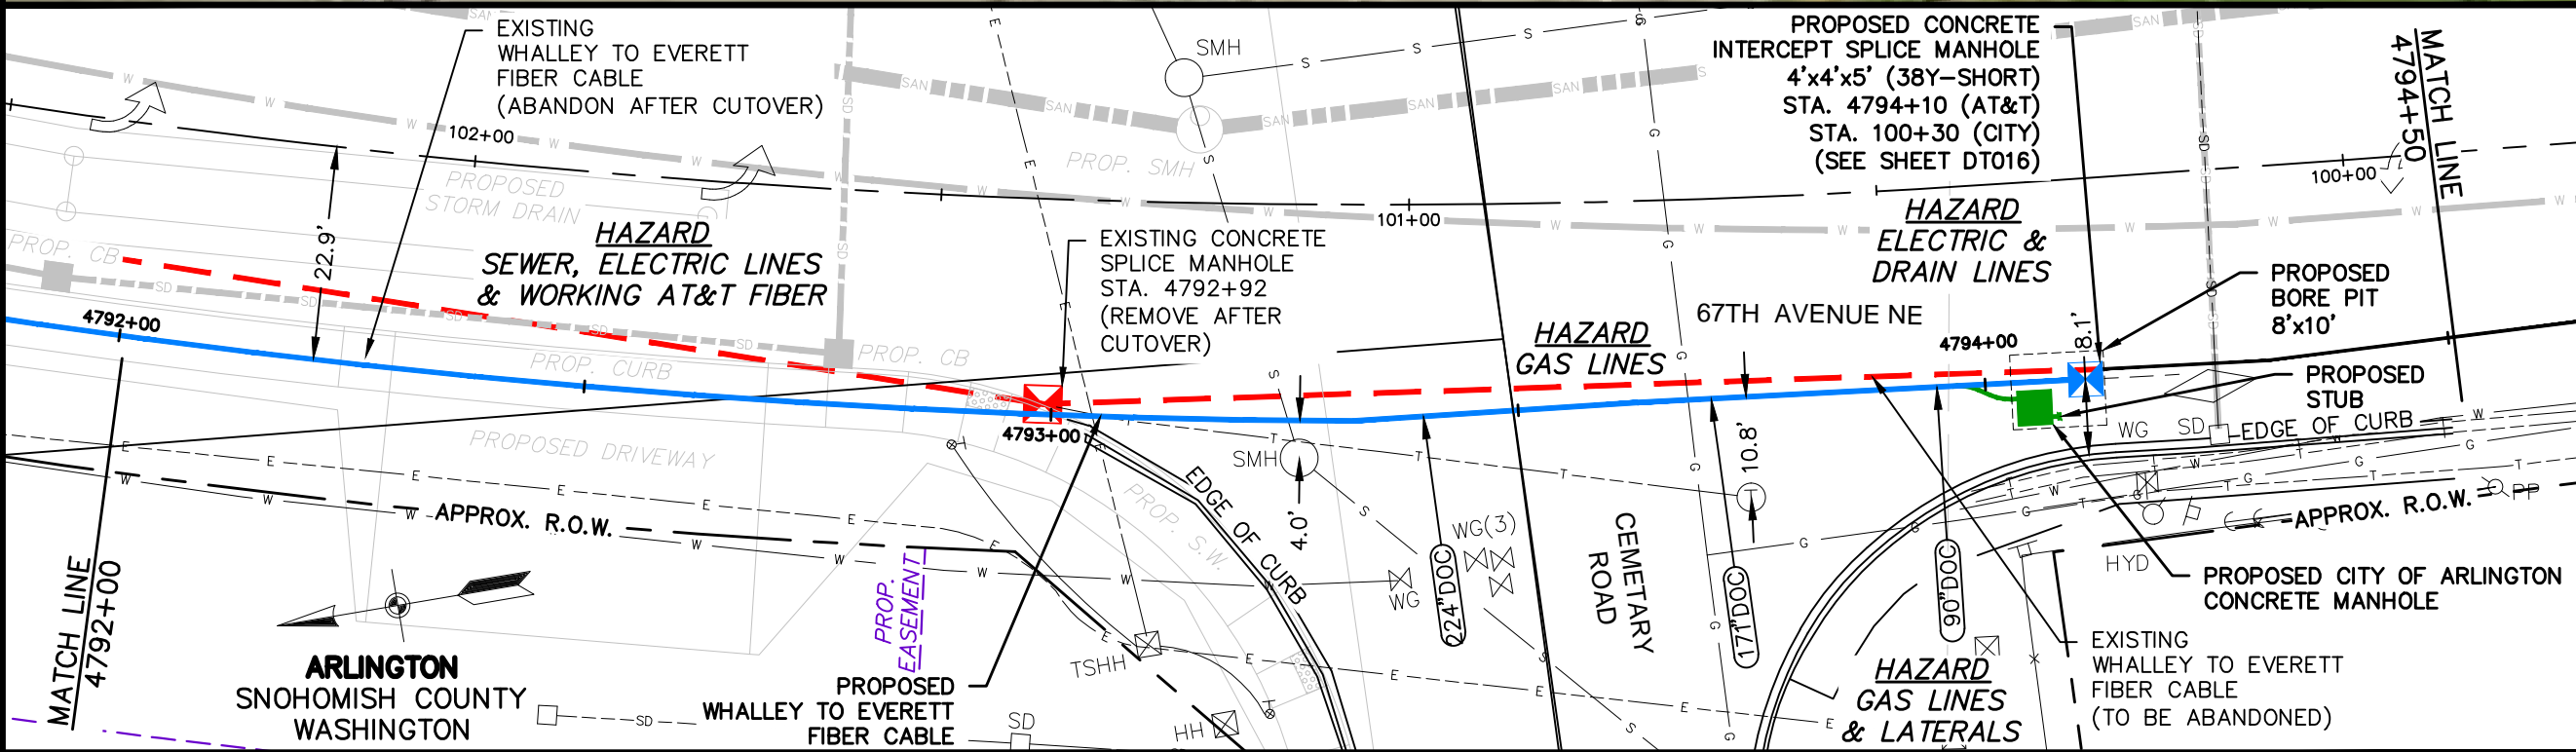 EXISTING
WHALLEY TO EVERETT
FIBER CABLE
(ABANDON AFTER CUTOVER)
SMH
PROPOSED CONCRETE
INTERCEPT SPLICE MANHOLE
4'x4'x5' (38Y–SHORT)
STA. 4794+10 (AT&T)
STA. 100+30 (CITY)
(SEE SHEET DT016)
MATCH LINE
4794+50
102+00
101+00
100+00
PROPOSED
STORM DRAIN
PROP. SMH
22.9'
PROP. CB
HAZARD
SEWER, ELECTRIC LINES
& WORKING AT&T FIBER
EXISTING CONCRETE
SPLICE MANHOLE
STA. 4792+92
(REMOVE AFTER
CUTOVER)
HAZARD
ELECTRIC &
DRAIN LINES
PROPOSED
BORE PIT
8'x10'
67TH AVENUE NE
HAZARD
GAS LINES
4792+00
4793+00
4794+00
8.1'
PROP. CURB
PROP. CB
PROPOSED
STUB
PROPOSED DRIVEWAY
SMH
4.0'
10.8'
WG
SD
EDGE OF CURB
EDGE OF CURB
PROP. S.W.
APPROX. R.O.W.
APPROX. R.O.W.
PP
WG(3)
WG
224" DOC
171" DOC
90" DOC
CEMETARY
ROAD
HYD
PROPOSED CITY OF ARLINGTON
CONCRETE MANHOLE
MATCH LINE
4792+00
PROP.
EASEMENT
TSHH
HH
SD
SD
ARLINGTON
SNOHOMISH COUNTY
WASHINGTON
PROPOSED
WHALLEY TO EVERETT
FIBER CABLE
HAZARD
GAS LINES
& LATERALS
EXISTING
WHALLEY TO EVERETT
FIBER CABLE
(TO BE ABANDONED)